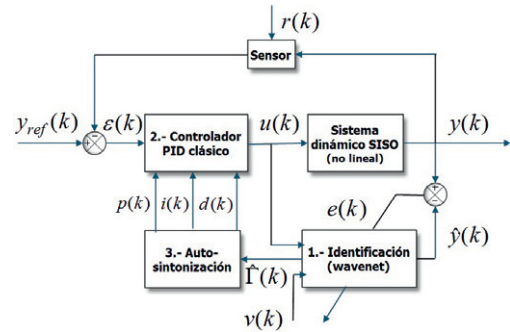 r(k)
Sensor
y_ref(k)
ε(k)
2.- Controlador
PID clásico
u(k)
Sistema
dinámico SISO
(no lineal)
y(k)
p(k) i(k) d(k)
e(k)
ŷ(k)
3.- Auto-
sintonización
Γ̂(k)
1.- Identificación
(wavenet)
v(k)